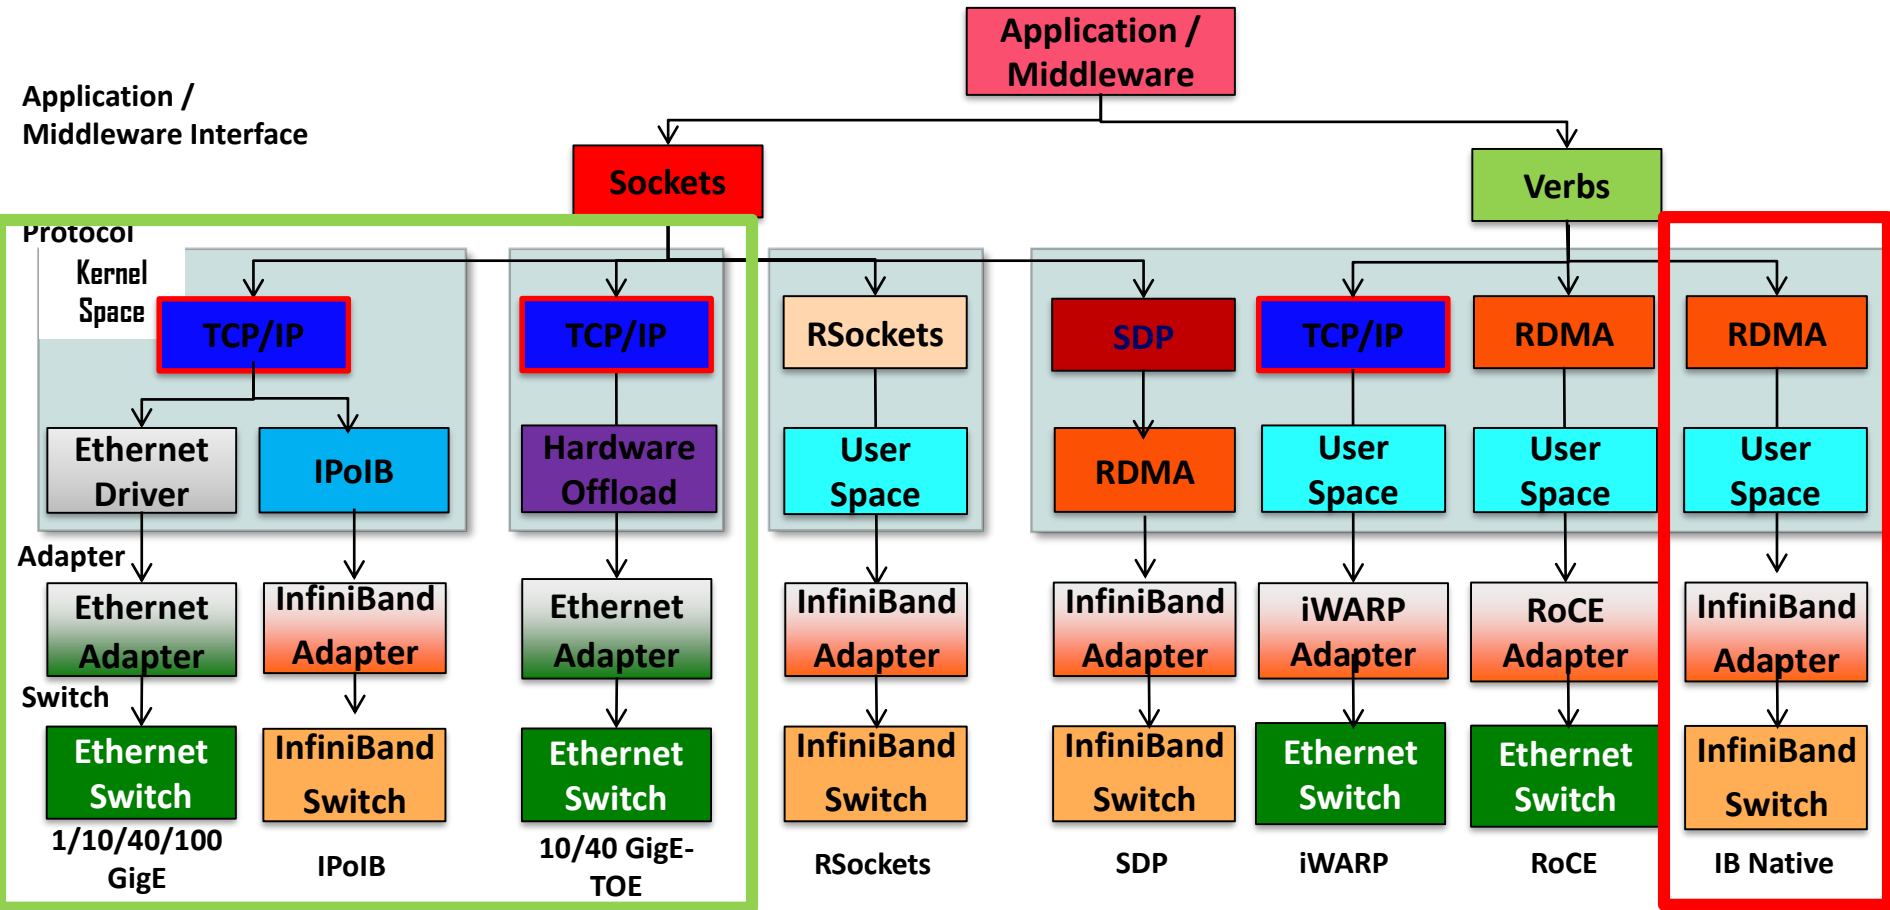 Application /
Middleware
Application /
Middleware Interface
Sockets
Verbs
Protocol
Kernel
Space
TCP/IP
TCP/IP
RSockets
SDP
TCP/IP
RDMA
RDMA
Ethernet
Driver
IPoIB
Hardware
Offload
User
Space
RDMA
User
Space
User
Space
User
Space
Adapter
Ethernet
Adapter
InfiniBand
Adapter
Ethernet
Adapter
InfiniBand
Adapter
InfiniBand
Adapter
iWARP
Adapter
RoCE
Adapter
InfiniBand
Adapter
Switch
Ethernet
Switch
InfiniBand
Switch
Ethernet
Switch
InfiniBand
Switch
InfiniBand
Switch
Ethernet
Switch
Ethernet
Switch
InfiniBand
Switch
1/10/40/100
GigE
IPoIB
10/40 GigE-
TOE
RSockets
SDP
iWARP
RoCE
IB Native